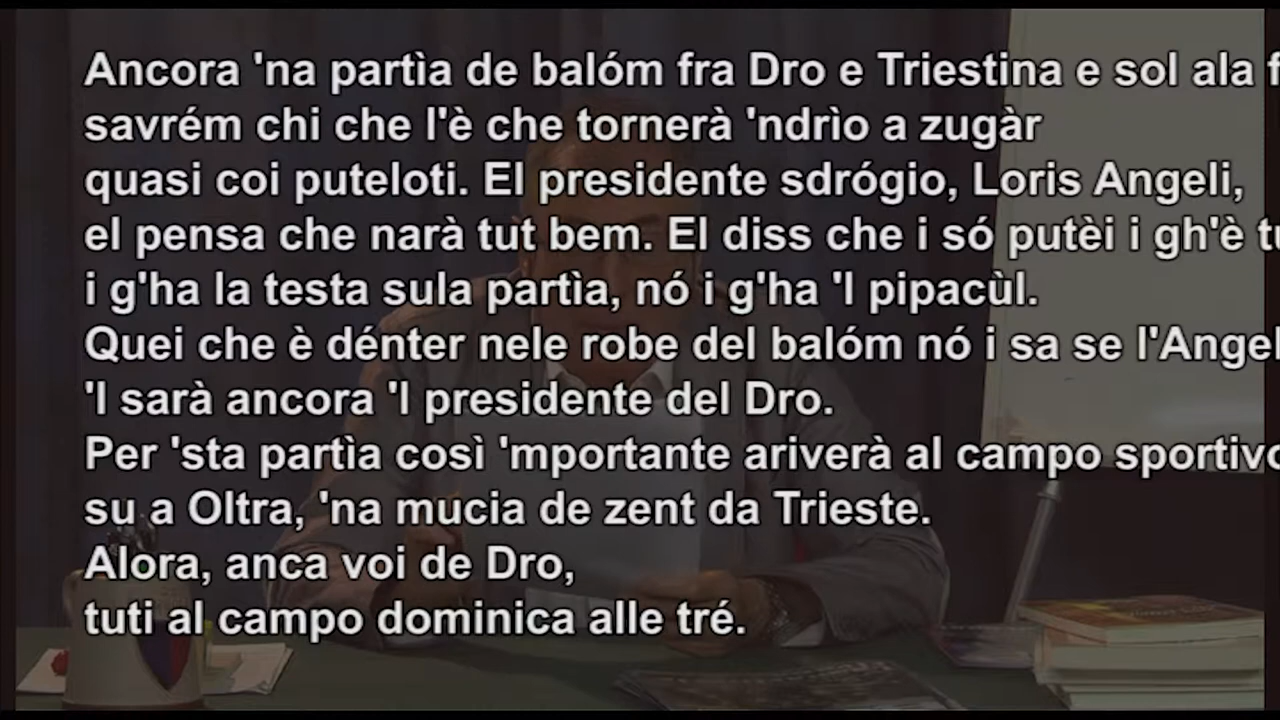 Ancora 'na partìa de balóm fra Dro e Triestina e sol ala
savrém chi che l'è che tornerà 'ndrìo a zugàr
quasi coi puteloti. El presidente sdrógio, Loris Angeli,
el pensa che narà tut bem. El diss che i só putèi i gh'è
i g'ha la testa sula partìa, nó i g'ha 'l pipacùl.
Quei che è dénter nele robe del balóm nó i sa se l'Angel
'l sarà ancora 'l presidente del Dro.
Per 'sta partìa così 'mportante ariverà al campo sportivo
su a Oltra, 'na mucia de zent da Trieste.
Alora, anca voi de Dro,
tuti al campo dominica alle tré.